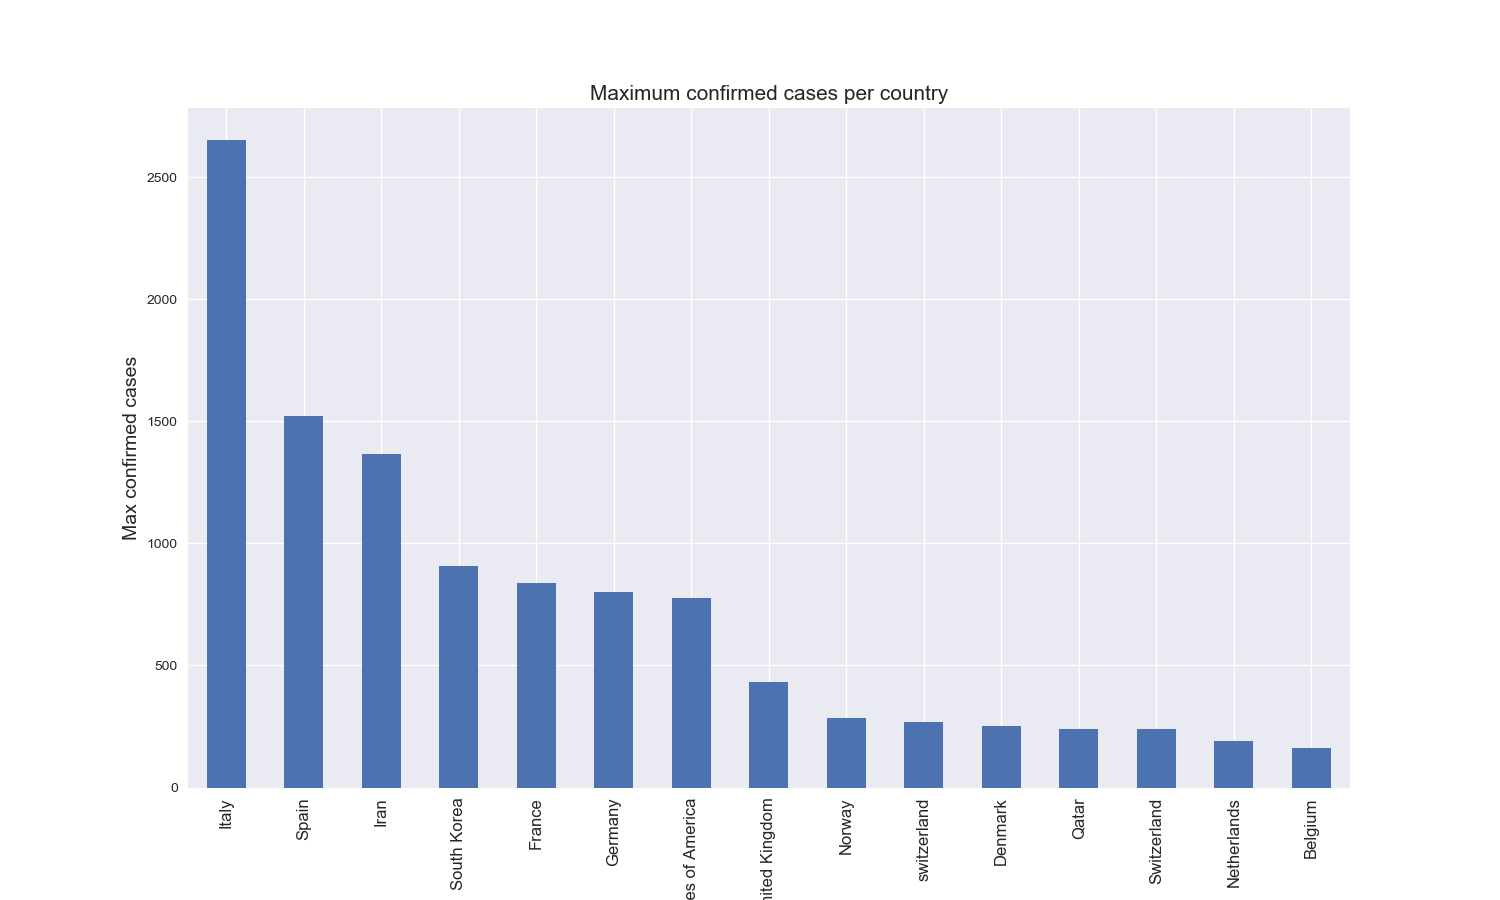 Maximum confirmed cases per country
Max confirmed cases
2500
2000
1500
1000
500
0
Italy
Spain
Iran
South Korea
France
Germany
es of America
nited Kingdom
Norway
switzerland
Denmark
Qatar
Switzerland
Netherlands
Belgium